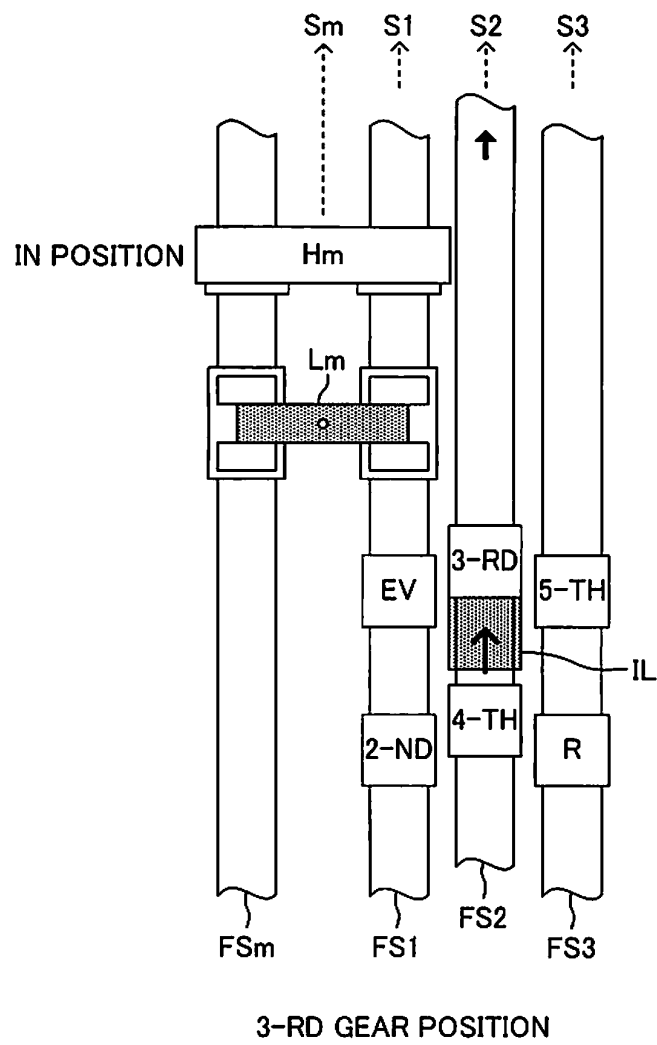 Sm S1 S2 S3
IN POSITION Hm
Lm
3-RD
EV 5-TH
IL
4-TH
2-ND R
FS2
FSm FS1 FS3
3-RD GEAR POSITION